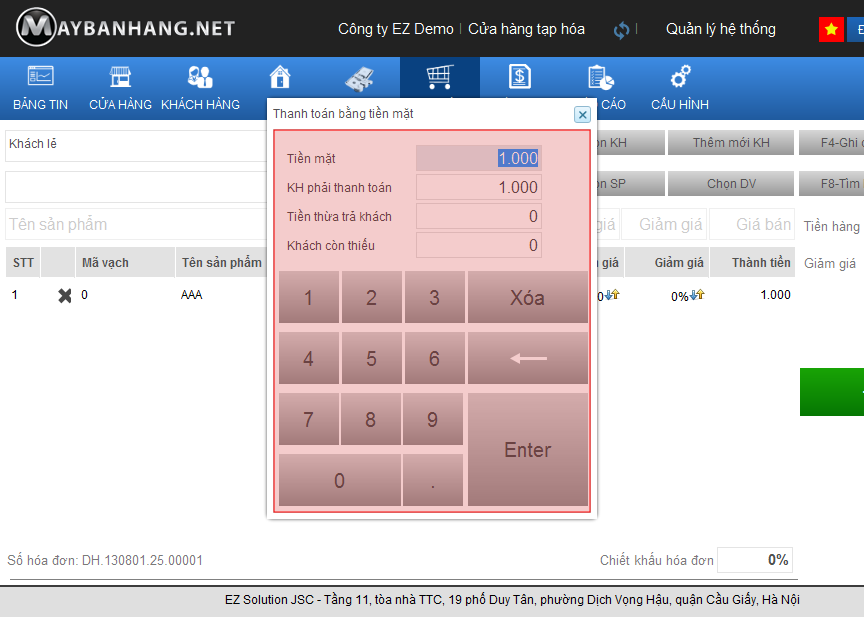 MAYBANHANG.NET
Công ty EZ Demo | Cửa hàng tạp hóa | Quản lý hệ thống
BẢNG TIN CỬA HÀNG KHÁCH HÀNG CÁO CẤU HÌNH
Thanh toán bằng tiền mặt
Khách lẻ
KH Thêm mới KH F4-Ghi
SP Chọn DV F8-Tìm
Tên sản phẩm giá Giảm giá Giá bán Tiền hàng
STT Mã vạch Tên sản phẩm giá Giảm giá Thành tiền Giảm giá
1 0 AAA 0 0% 1.000
Tiền mặt 1.000
KH phải thanh toán 1.000
Tiền thừa trả khách 0
Khách còn thiếu 0
1 2 3 Xóa
4 5 6
7 8 9 Enter
0 .
Số hóa đơn: DH.130801.25.00001
Chiết khấu hóa đơn 0%
EZ Solution JSC - Tầng 11, tòa nhà TTC, 19 phố Duy Tân, phường Dịch Vọng Hậu, quận Cầu Giấy, Hà Nội